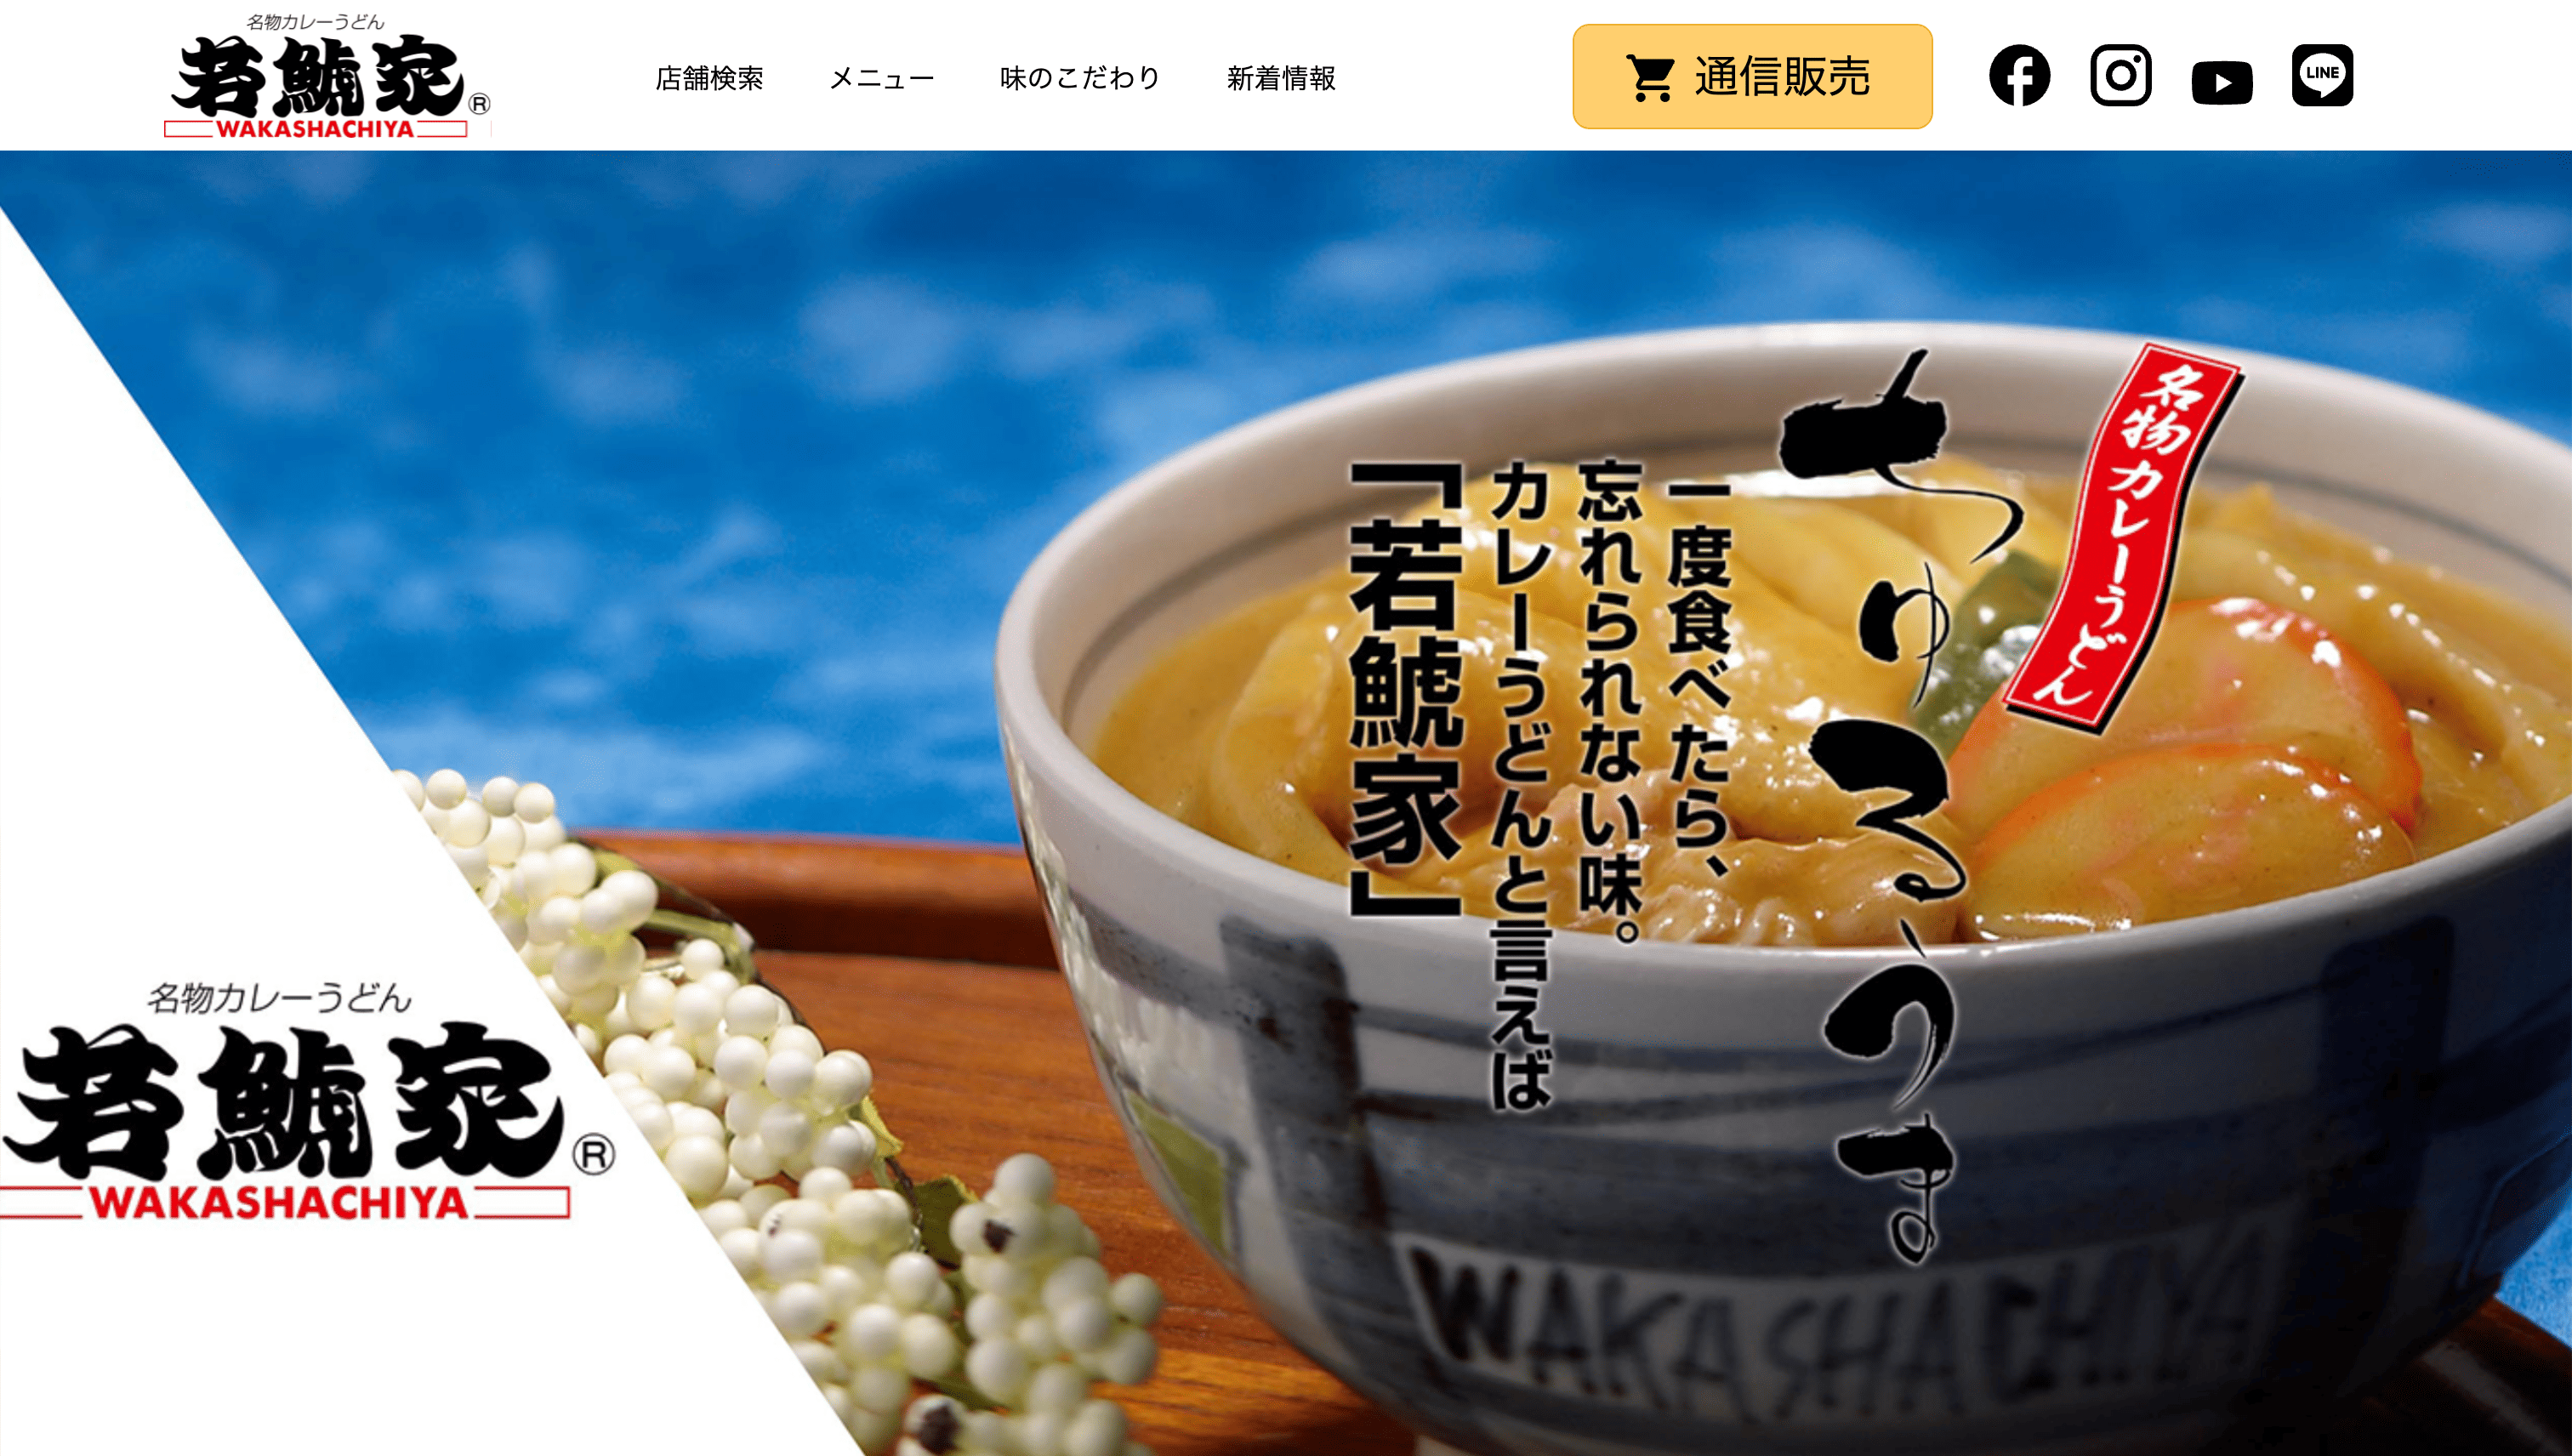 名物カレーうどん
若鯱家®
WAKASHACHIYA
店舗検索
メニュー
味のこだわり
新着情報
通信販売
LINE
名物カレーうどん
ちゅるうま
一度食べたら、
忘れられない味。
カレーうどんと言えば
「若鯱家」
名物カレーうどん
若鯱家®
WAKASHACHIYA
WAKASHACHIYA